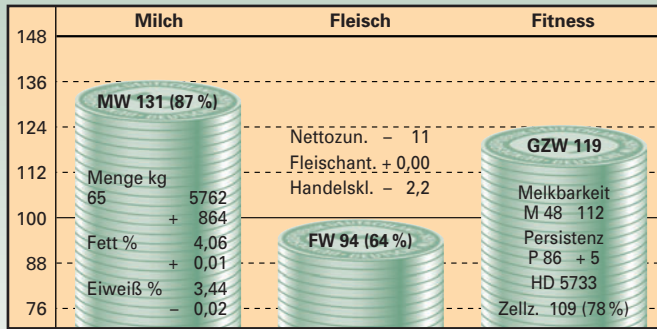 Milch Fleisch Fitness
148
136
124
112
100
88
76
MW 131 (87 %)
Menge kg
65 5762
+ 864
Fett % 4,06
+ 0,01
Eiweiß % 3,44
– 0,02
Nettozun. – 11
Fleischant. + 0,00
Handelskl. – 2,2
FW 94 (64 %)
GZW 119
Melkbarkeit
M 48 112
Persistenz
P 86 + 5
HD 5733
Zellz. 109 (78 %)